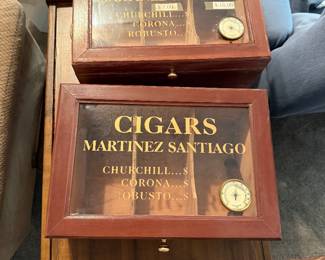 CHURCHILL...S
CORONA...S
ROBUSTO...
CIGARS
MARTINEZ SANTIAGO
CHURCHILL...S
CORONA...S
ROBUSTO...S